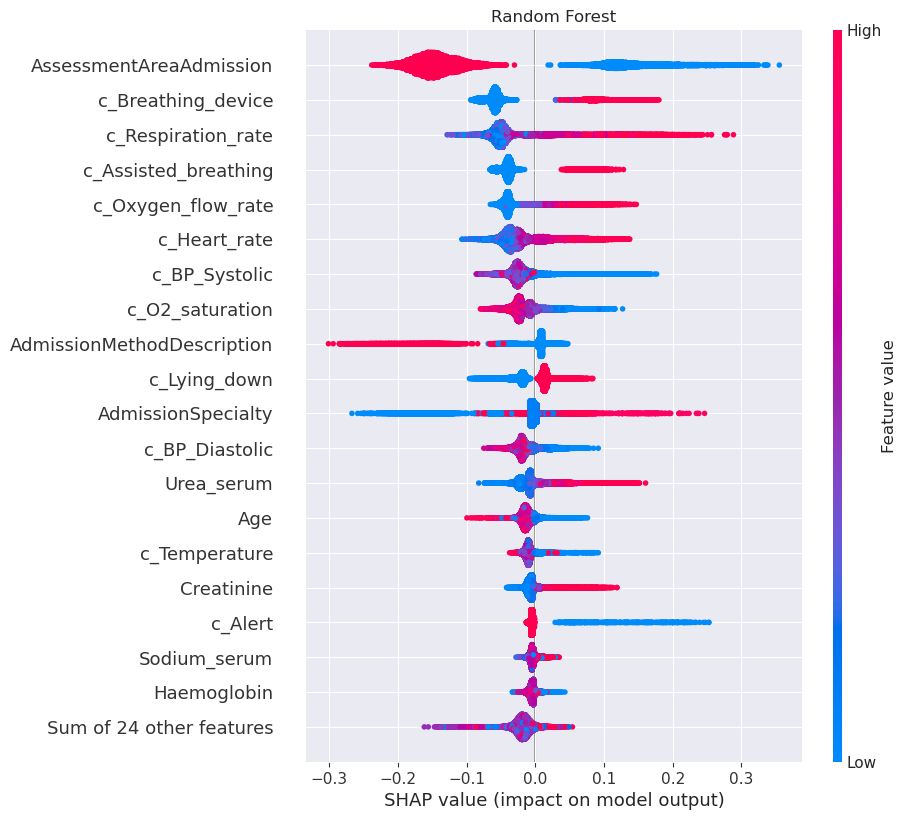 Random Forest
High
AssessmentAreaAdmission
c_Breathing_device
c_Respiration_rate
c_Assisted_breathing
c_Oxygen_flow_rate
c_Heart_rate
c_BP_Systolic
c_O2_saturation
AdmissionMethodDescription
c_Lying_down
AdmissionSpecialty
c_BP_Diastolic
Urea_serum
Age
c_Temperature
Creatinine
c_Alert
Sodium_serum
Haemoglobin
Sum of 24 other features
Feature value
Low
−0.3 −0.2 −0.1 0.0 0.1 0.2 0.3
SHAP value (impact on model output)